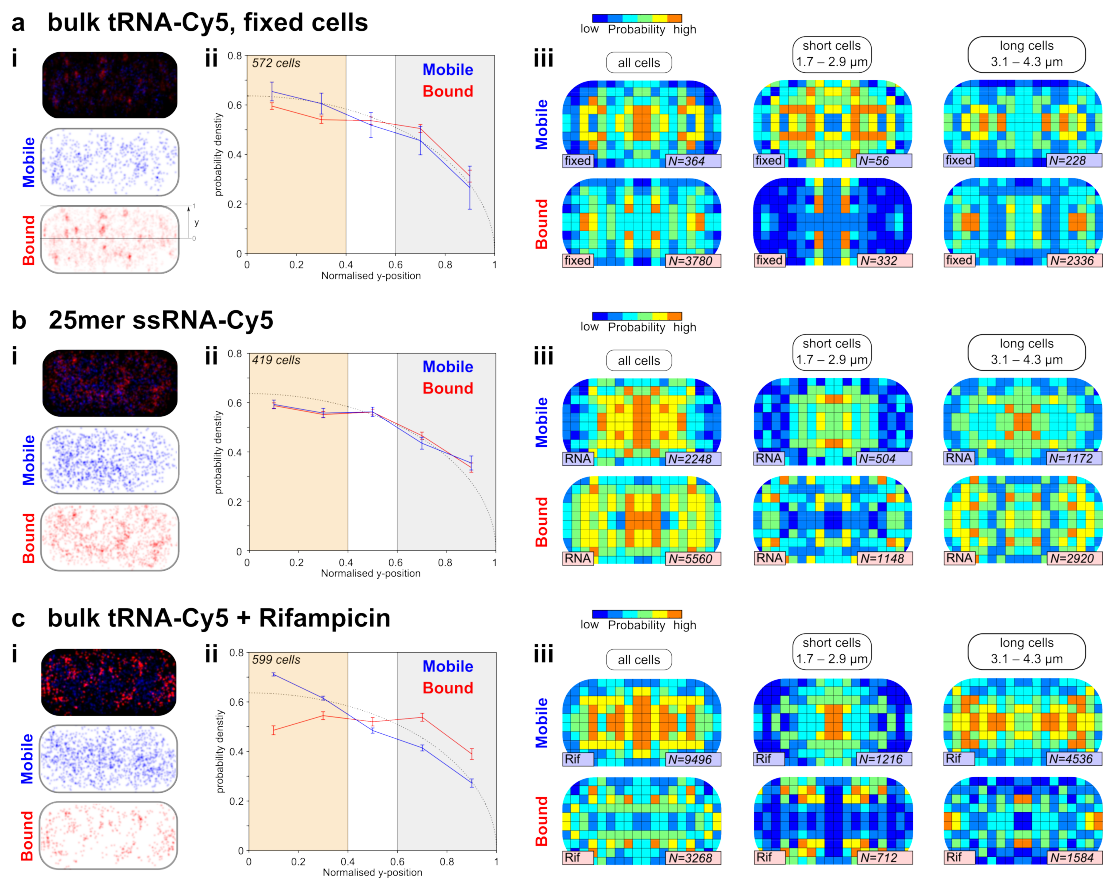 a bulk tRNA-Cy5, fixed cells
i
Mobile
Bound
1
y
0
ii
572 cells
Mobile
Bound
probability denstiy
0.8
0.6
0.4
0.2
0
0 0.2 0.4 0.6 0.8 1
Normalised y-position
iii
low Probability high
all cells
short cells
1.7 – 2.9 µm
long cells
3.1 – 4.3 µm
Mobile
fixed N=364
fixed N=56
fixed N=228
Bound
fixed N=3780
fixed N=332
fixed N=2336
b 25mer ssRNA-Cy5
i
Mobile
Bound
ii
419 cells
Mobile
Bound
probability denstiy
0.8
0.6
0.4
0.2
0
0 0.2 0.4 0.6 0.8 1
Normalised y-position
iii
low Probability high
all cells
short cells
1.7 – 2.9 µm
long cells
3.1 – 4.3 µm
Mobile
RNA N=2248
RNA N=504
RNA N=1172
Bound
RNA N=5560
RNA N=1148
RNA N=2920
c bulk tRNA-Cy5 + Rifampicin
i
Mobile
Bound
ii
599 cells
Mobile
Bound
probability denstiy
0.8
0.6
0.4
0.2
0
0 0.2 0.4 0.6 0.8 1
Normalised y-position
iii
low Probability high
all cells
short cells
1.7 – 2.9 µm
long cells
3.1 – 4.3 µm
Mobile
Rif N=9496
Rif N=1216
Rif N=4536
Bound
Rif N=3268
Rif N=712
Rif N=1584